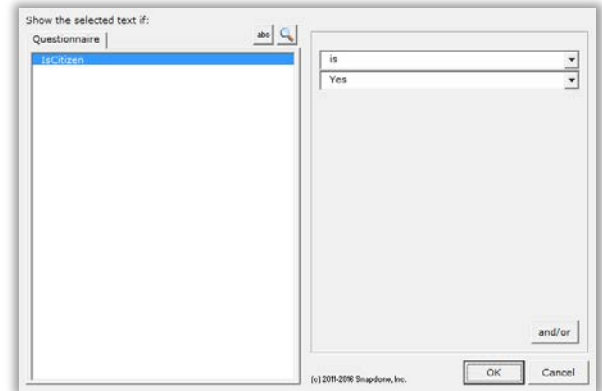 Show the selected text if:
Questionnaire
abc
IsCitizen
is
Yes
and/or
(c) 2011-2016 Snapdone, Inc.
OK
Cancel